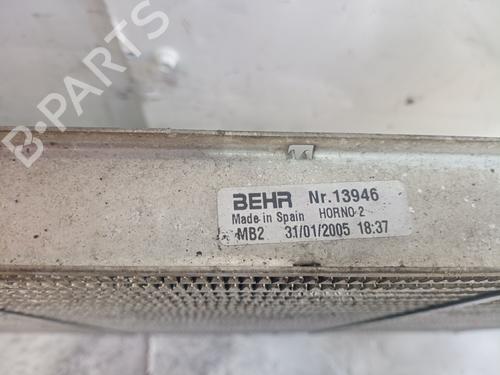 BEHR Nr.13946
Made in Spain HORNO 2
MB2 31/01/2005 18:37
B-PARTS